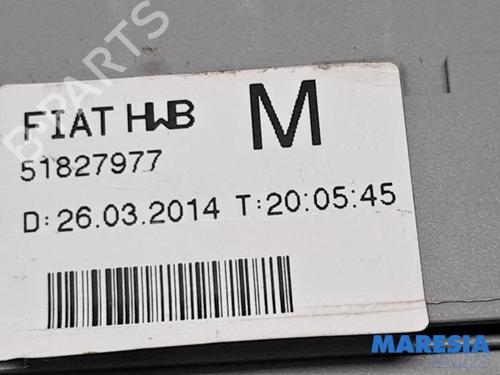 FIAT HWB M
51827977
D:26.03.2014 T:20:05:45
B-PARTS
MARESIA